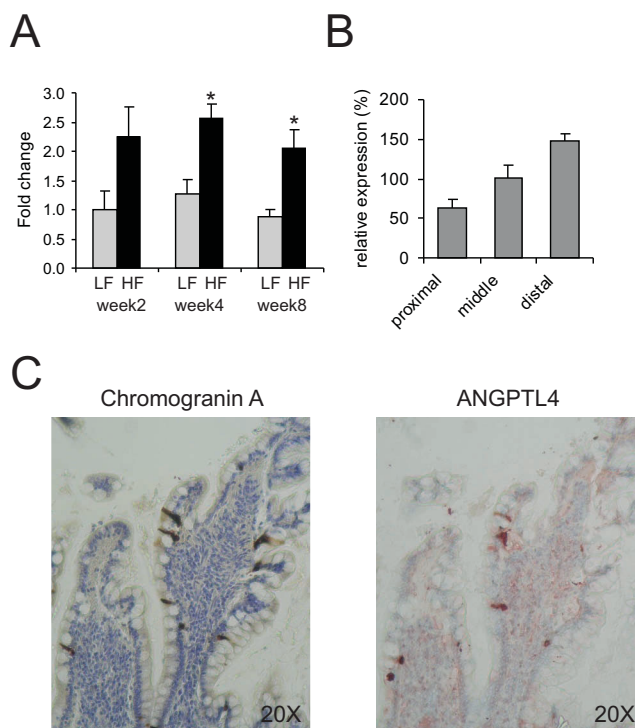 A
Fold change
3.0
2.5
2.0
1.5
1.0
0.5
0.0
* *
LF HF LF HF LF HF
week2 week4 week8
B
relative expression (%)
200
150
100
50
0
proximal middle distal
C
Chromogranin A
ANGPTL4
20X
20X